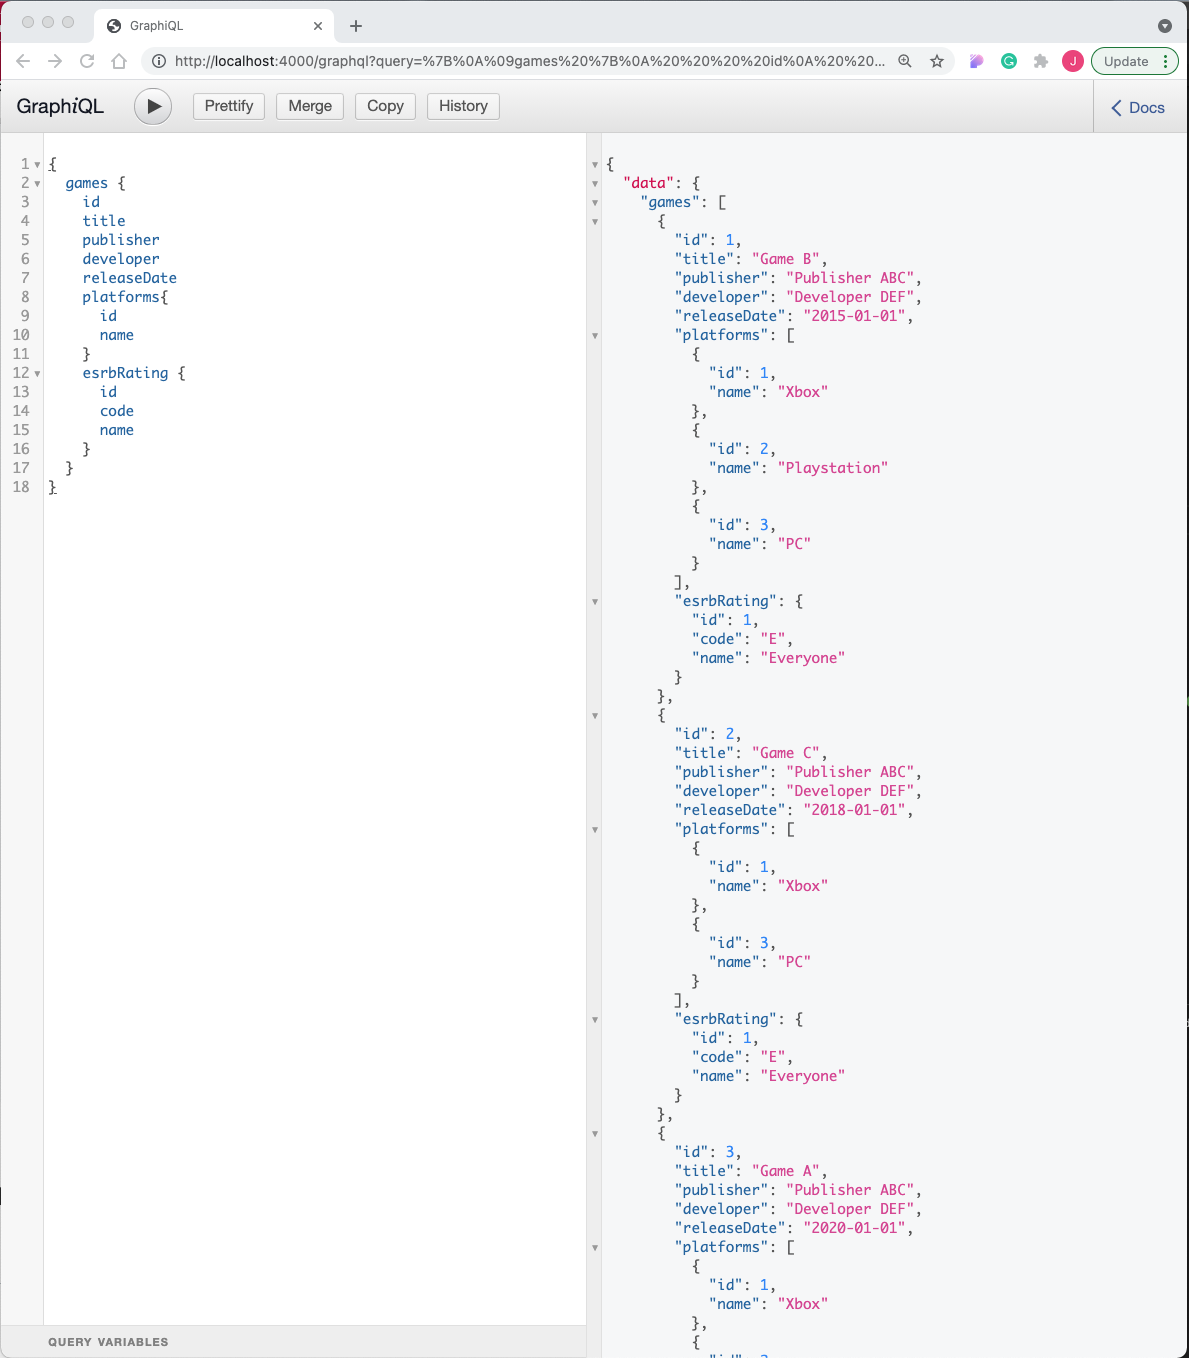 GraphiQL
http://localhost:4000/graphql?query=%7B%0A%09games%20%7B%0A%20%20%20%20id%0A%20%20...
J
Update
GraphiQL
Prettify
Merge
Copy
History
Docs
1 {
2   games {
3     id
4     title
5     publisher
6     developer
7     releaseDate
8     platforms{
9       id
10       name
11     }
12     esrbRating {
13       id
14       code
15       name
16     }
17   }
18 }
QUERY VARIABLES
{
  "data": {
    "games": [
      {
        "id": 1,
        "title": "Game B",
        "publisher": "Publisher ABC",
        "developer": "Developer DEF",
        "releaseDate": "2015-01-01",
        "platforms": [
          {
            "id": 1,
            "name": "Xbox"
          },
          {
            "id": 2,
            "name": "Playstation"
          },
          {
            "id": 3,
            "name": "PC"
          }
        ],
        "esrbRating": {
          "id": 1,
          "code": "E",
          "name": "Everyone"
        }
      },
      {
        "id": 2,
        "title": "Game C",
        "publisher": "Publisher ABC",
        "developer": "Developer DEF",
        "releaseDate": "2018-01-01",
        "platforms": [
          {
            "id": 1,
            "name": "Xbox"
          },
          {
            "id": 3,
            "name": "PC"
          }
        ],
        "esrbRating": {
          "id": 1,
          "code": "E",
          "name": "Everyone"
        }
      },
      {
        "id": 3,
        "title": "Game A",
        "publisher": "Publisher ABC",
        "developer": "Developer DEF",
        "releaseDate": "2020-01-01",
        "platforms": [
          {
            "id": 1,
            "name": "Xbox"
          },
          {